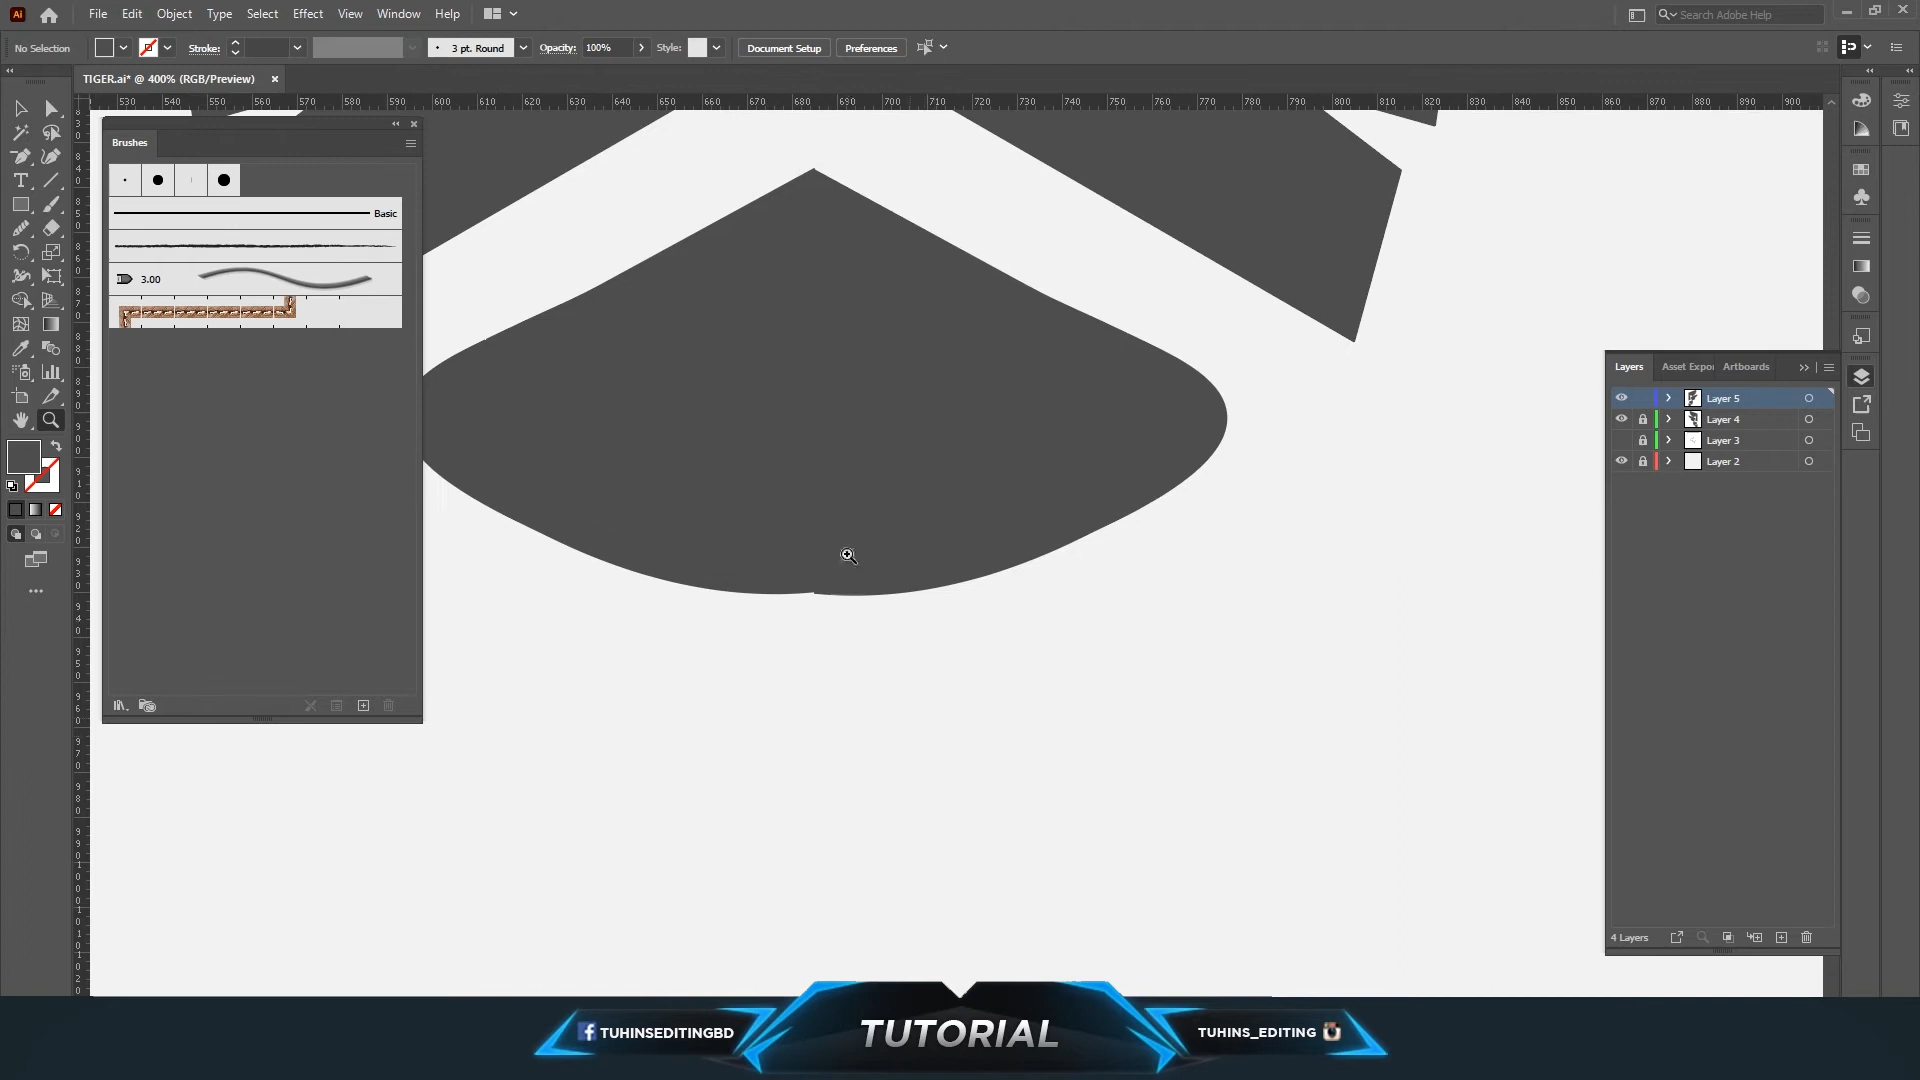 Ai File Edit Object Type Select Effect View Window Help Search Adobe Help
No Selection Stroke: 3 pt. Round Opacity: 100% Style: Document Setup Preferences
TIGER.ai* @ 400% (RGB/Preview)
530 540 550 560 570 580 590 600 610 620 630 640 650 660 670 680 690 700 710 720 730 740 750 760 770 780 790 800 810 820 830 840 850 860 870 880 890 900
Brushes
Basic
3.00
Layers Asset Expor Artboards
Layer 5
Layer 4
Layer 3
Layer 2
4 Layers
TUHINSEDITINGBD
TUTORIAL
TUHINS_EDITING